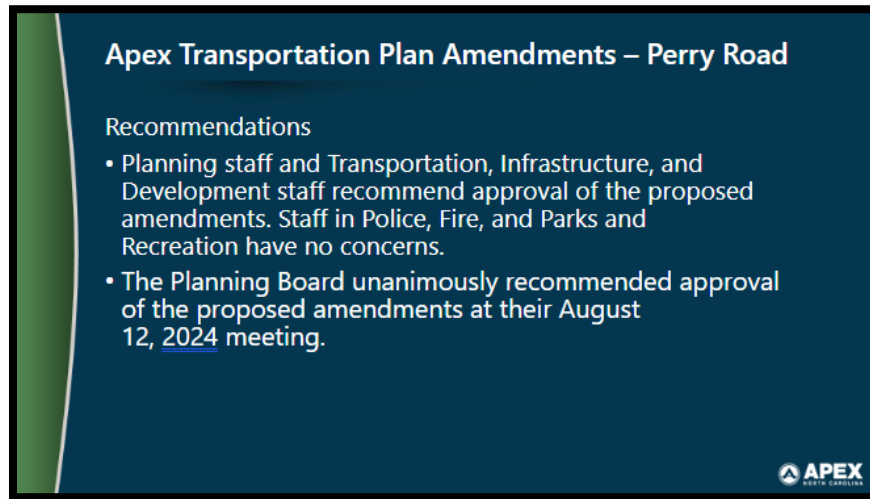 Apex Transportation Plan Amendments – Perry Road
Recommendations
• Planning staff and Transportation, Infrastructure, and
Development staff recommend approval of the proposed
amendments. Staff in Police, Fire, and Parks and
Recreation have no concerns.
• The Planning Board unanimously recommended approval
of the proposed amendments at their August
12, 2024 meeting.
APEX
NORTH CAROLINA